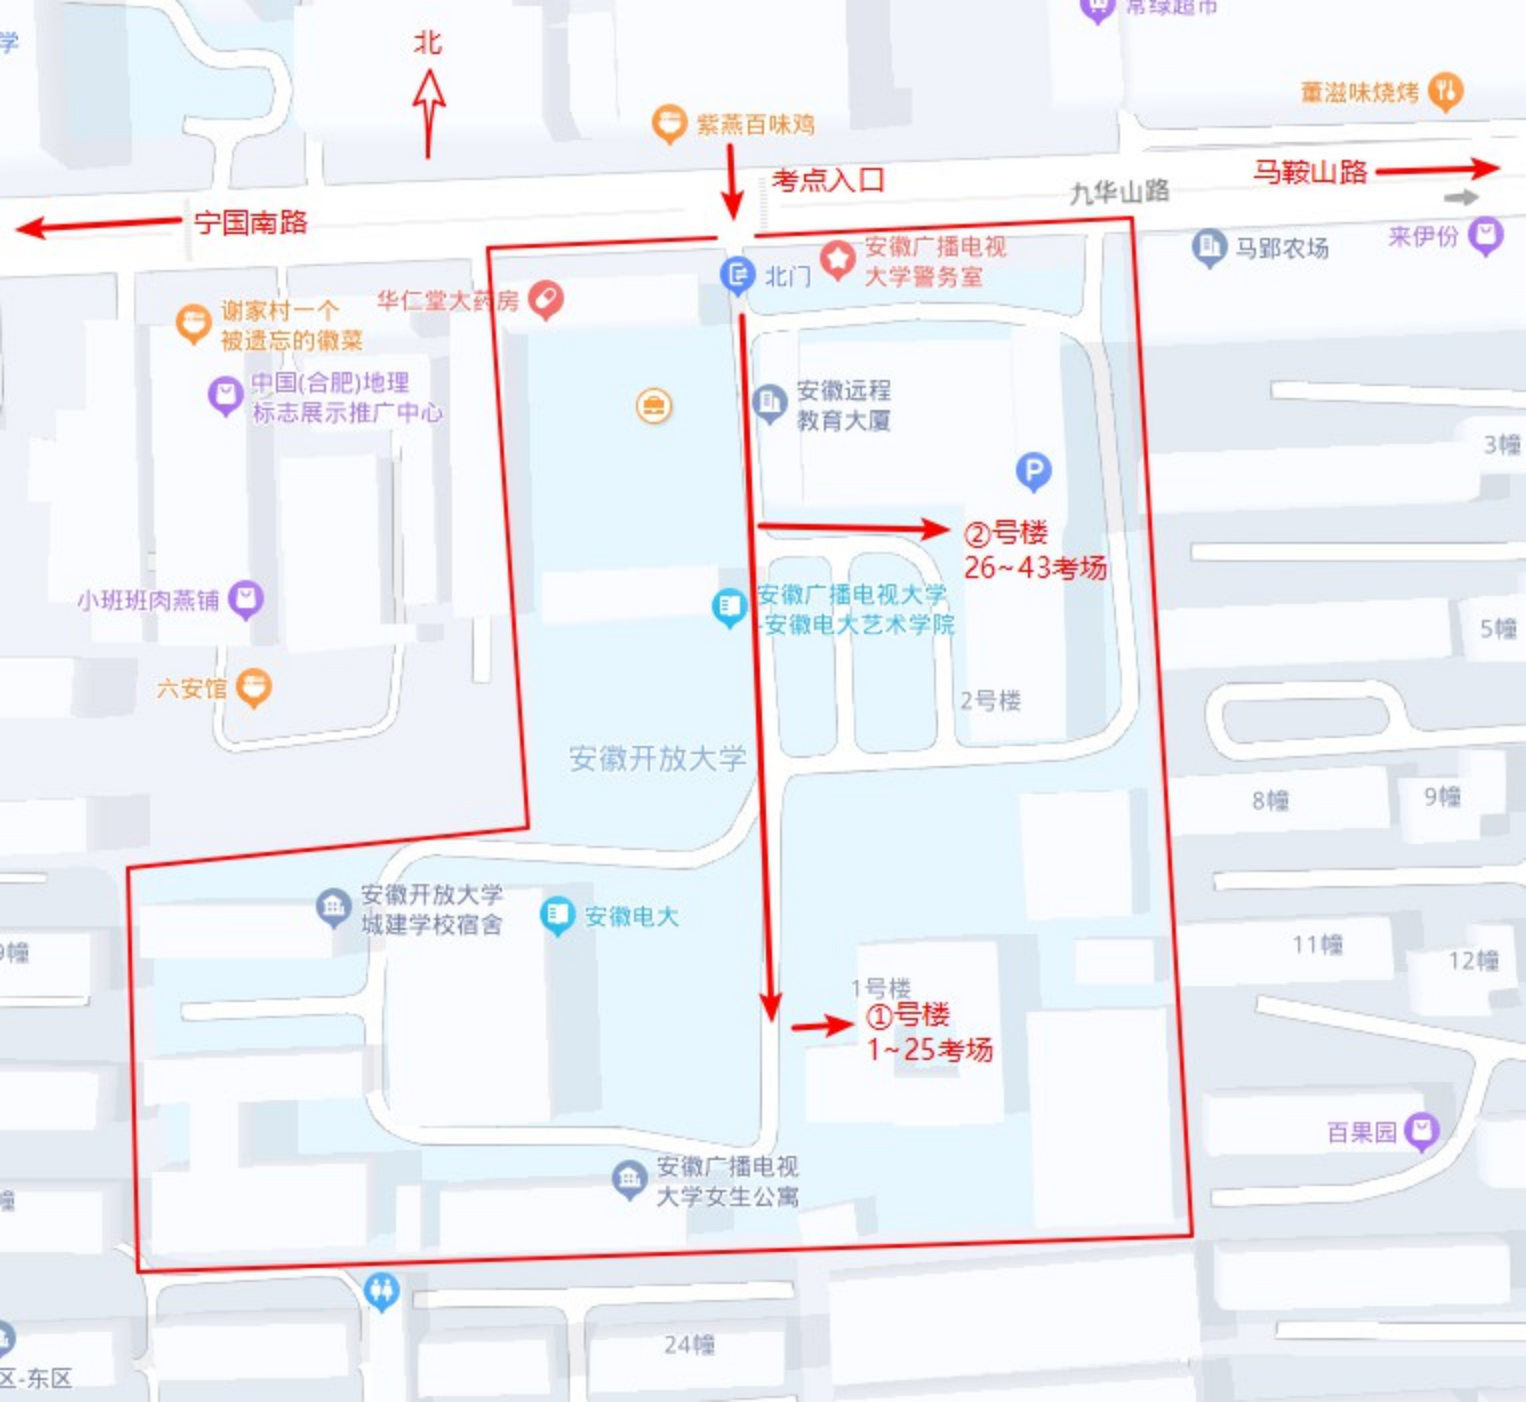 常绿超市
学
北
董滋味烧烤
紫燕百味鸡
考点入口
马鞍山路
九华山路
宁国南路
来伊份
马郢农场
安徽广播电视
大学警务室
北门
华仁堂大药房
谢家村一个
被遗忘的徽菜
中国(合肥)地理
标志展示推广中心
安徽远程
教育大厦
P
3幢
②号楼
26~43考场
小班班肉燕铺
安徽广播电视大学
-安徽电大艺术学院
5幢
六安馆
2号楼
安徽开放大学
8幢
9幢
安徽开放大学
城建学校宿舍
安徽电大
9幢
11幢
12幢
1号楼
①号楼
1~25考场
百果园
安徽广播电视
大学女生公寓
幢
24幢
区-东区